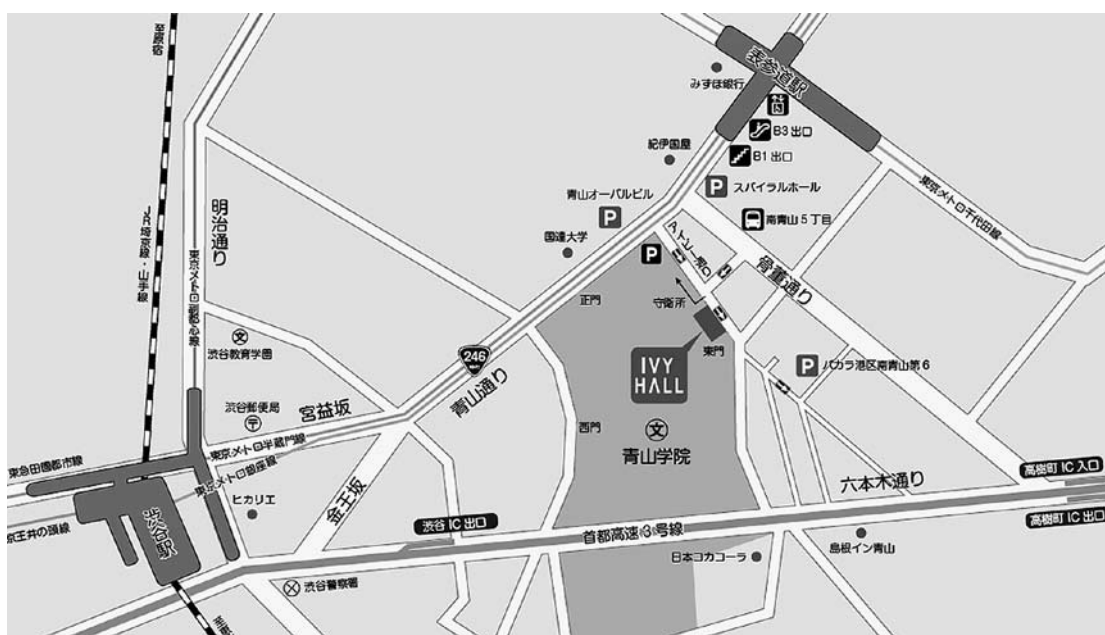 至原宿
表参道駅
みずほ銀行
B3 出口
紀伊国屋
B1 出口
スパイラルホール
青山オーバルビル
南青山5丁目
東京メトロ千代田線
国連大学
骨董通り
JR埼京線・山手線
明治通り
東京メトロ副都心線
正門
守衛所
渋谷教育学園
246
東門
IVY
HALL
バカラ港区南青山第6
青山通り
渋谷郵便局
宮益坂
西門
青山学院
東京メトロ半蔵門線
東急田園都市線
東京メトロ銀座線
ヒカリエ
金王坂
六本木通り
高樹町 IC 入口
渋谷 IC 出口
首都高速3号線
高樹町 IC 出口
京王井の頭線
渋谷駅
日本コカコーラ
島根イン青山
渋谷警察署